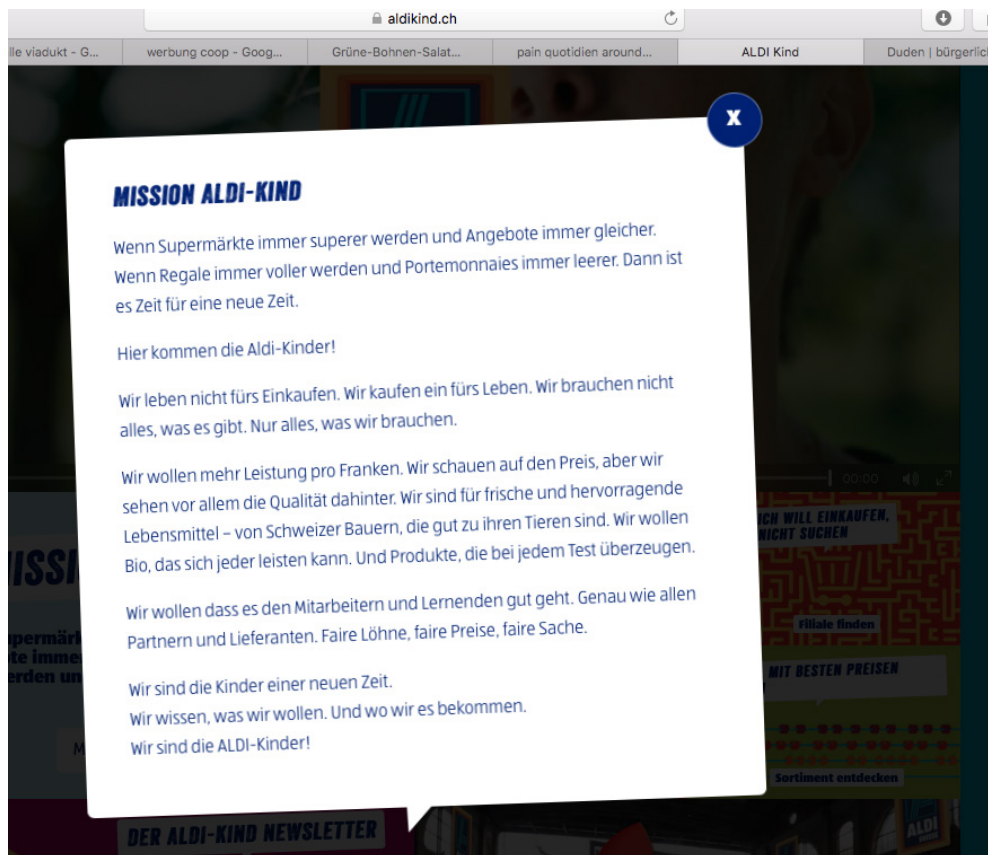 aldikind.ch
lle viadukt - G...
werbung coop - Goog...
Grüne-Bohnen-Salat...
pain quotidien around...
ALDI Kind
Duden | bürgerlic
X
MISSION ALDI-KIND
Wenn Supermärkte immer superer werden und Angebote immer gleicher.
Wenn Regale immer voller werden und Portemonnaies immer leerer. Dann ist
es Zeit für eine neue Zeit.
Hier kommen die Aldi-Kinder!
Wir leben nicht fürs Einkaufen. Wir kaufen ein fürs Leben. Wir brauchen nicht
alles, was es gibt. Nur alles, was wir brauchen.
Wir wollen mehr Leistung pro Franken. Wir schauen auf den Preis, aber wir
sehen vor allem die Qualität dahinter. Wir sind für frische und hervorragende
Lebensmittel – von Schweizer Bauern, die gut zu ihren Tieren sind. Wir wollen
Bio, das sich jeder leisten kann. Und Produkte, die bei jedem Test überzeugen.
Wir wollen dass es den Mitarbeitern und Lernenden gut geht. Genau wie allen
Partnern und Lieferanten. Faire Löhne, faire Preise, faire Sache.
Wir sind die Kinder einer neuen Zeit.
Wir wissen, was wir wollen. Und wo wir es bekommen.
Wir sind die ALDI-Kinder!
00:00
ICH WILL EINKAUFEN,
NICHT SUCHEN
Filiale finden
MIT BESTEN PREISEN
Sortiment entdecken
ISSI
upermärk
te imme
erden un
M
DER ALDI-KIND NEWSLETTER
ALDI